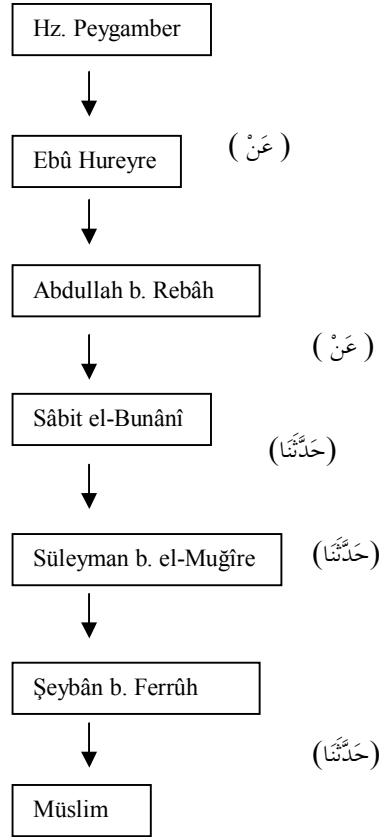 Hz. Peygamber
Ebû Hureyre
( عَنْ )
Abdullah b. Rebâh
( عَنْ )
Sâbit el-Bunânî
(حَدَّثَنَا)
Süleyman b. el-Muğîre
(حَدَّثَنَا)
Şeybân b. Ferrûh
(حَدَّثَنَا)
Müslim